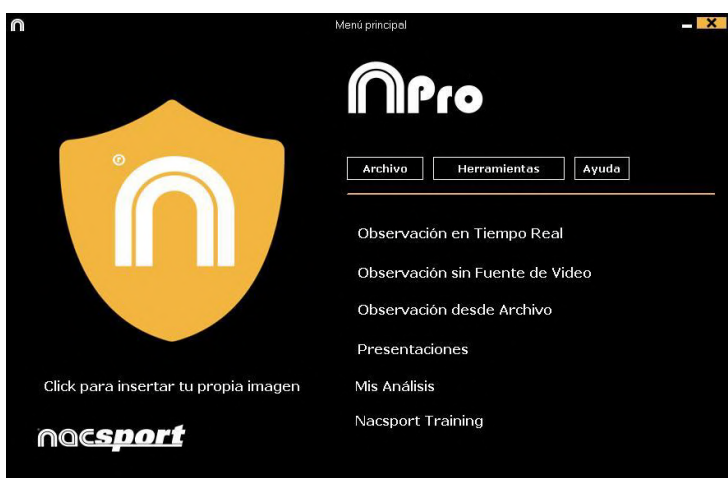 Menú principal
Pro
Archivo Herramientas Ayuda
Observación en Tiempo Real
Observación sin Fuente de Video
Observación desde Archivo
Presentaciones
Mis Análisis
Nacsport Training
®
Click para insertar tu propia imagen
nacsport